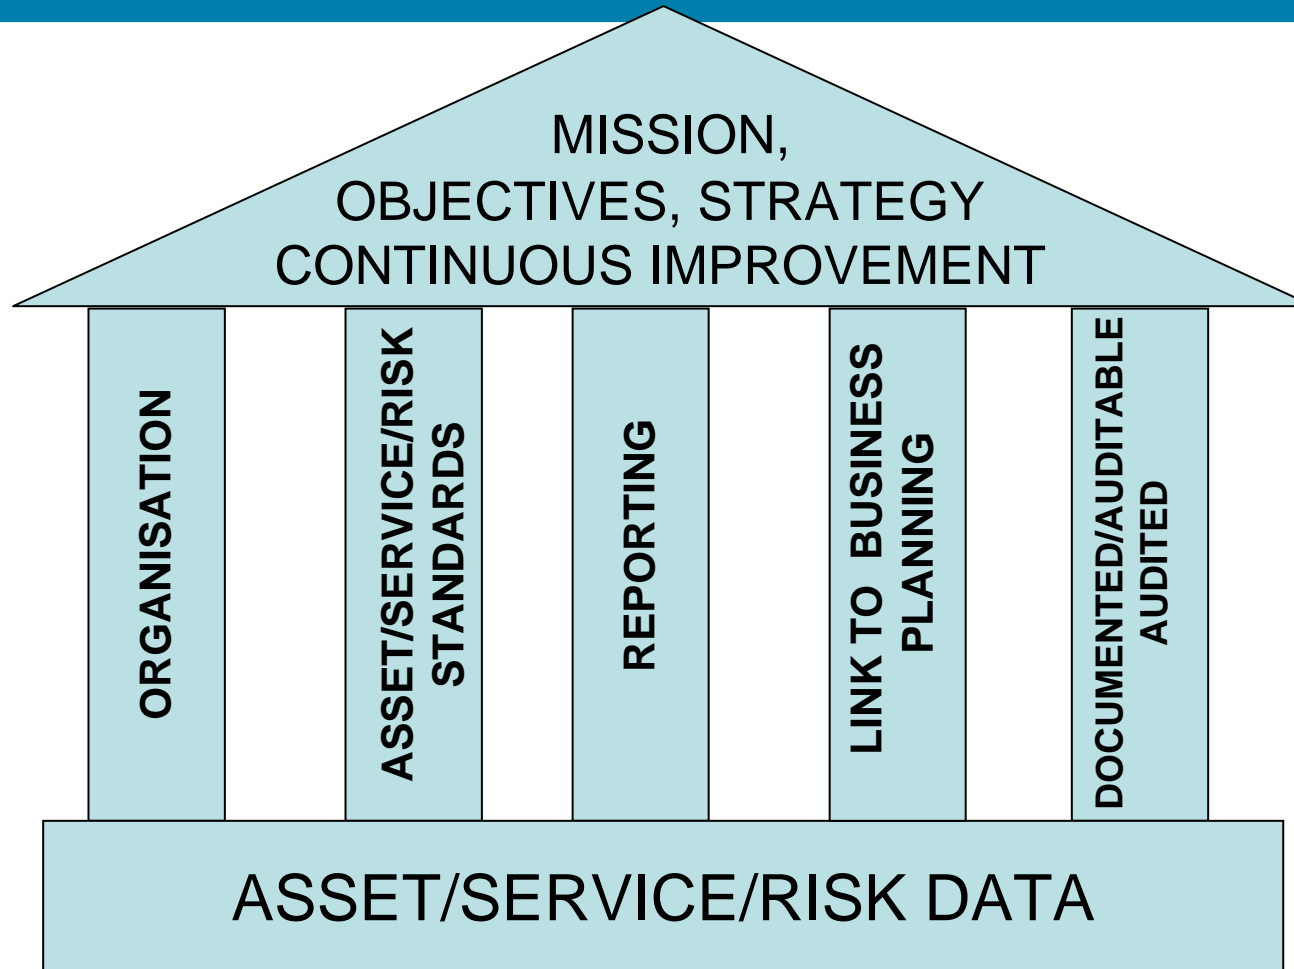 MISSION,
OBJECTIVES, STRATEGY
CONTINUOUS IMPROVEMENT
ORGANISATION
ASSET/SERVICE/RISK
STANDARDS
REPORTING
LINK TO BUSINESS
PLANNING
DOCUMENTED/AUDITABLE
AUDITED
ASSET/SERVICE/RISK DATA